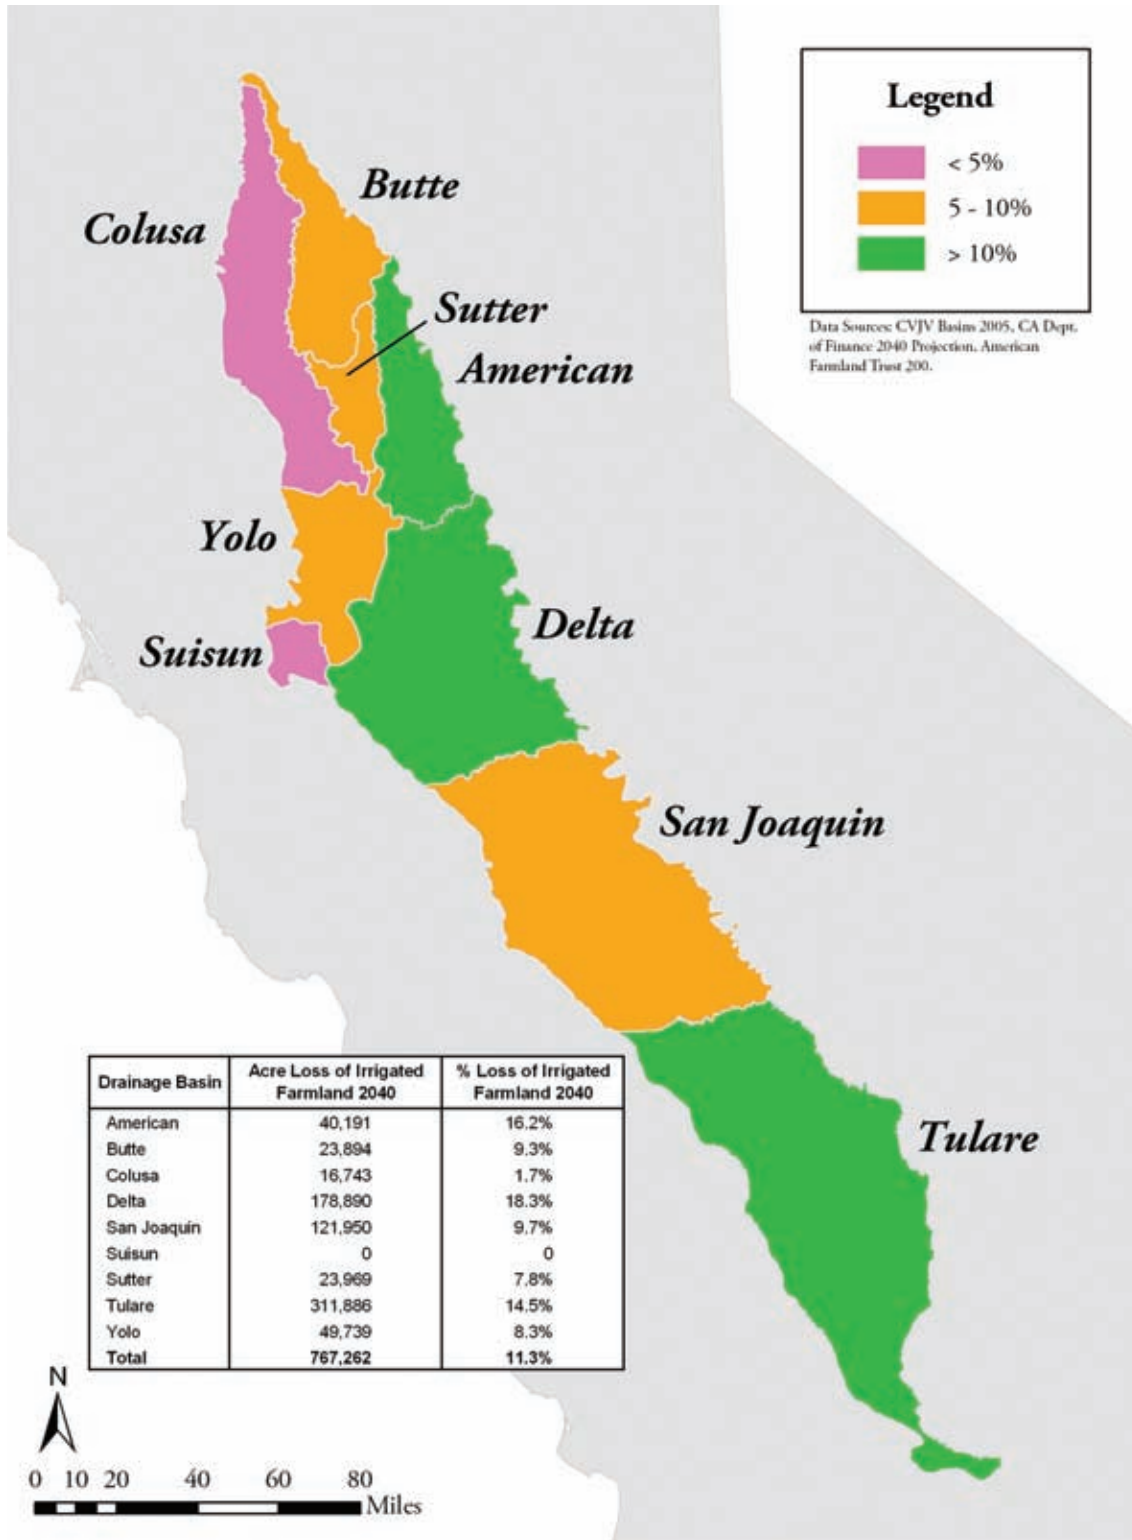 Legend
< 5%
5 - 10%
> 10%
Data Sources: CVJV Basins 2005, CA Dept.
of Finance 2040 Projection, American
Farmland Trust 200.
Butte
Colusa
Sutter
American
Yolo
Delta
Suisun
San Joaquin
Tulare
Drainage Basin | Acre Loss of Irrigated Farmland 2040 | % Loss of Irrigated Farmland 2040
American 40,191 16.2%
Butte 23,894 9.3%
Colusa 16,743 1.7%
Delta 178,890 18.3%
San Joaquin 121,950 9.7%
Suisun 0 0
Sutter 23,969 7.8%
Tulare 311,886 14.5%
Yolo 49,739 8.3%
Total 767,262 11.3%
N
0 10 20 40 60 80
Miles